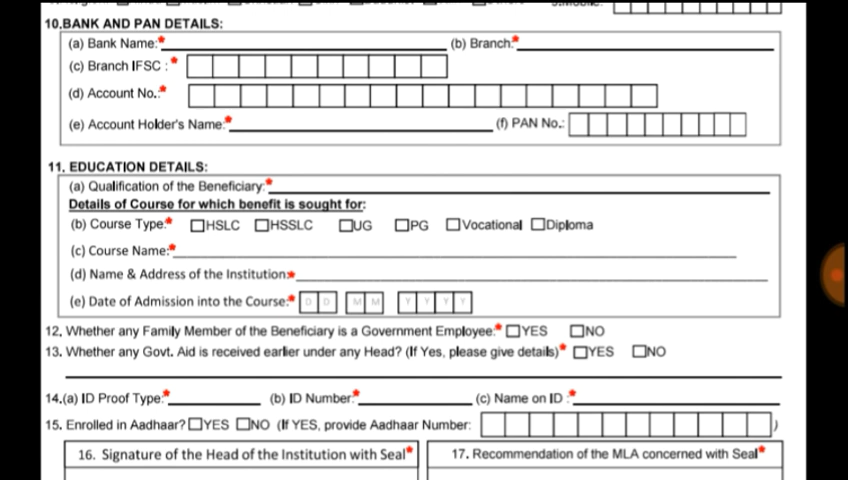 10.BANK AND PAN DETAILS:
(a) Bank Name:* (b) Branch:*
(c) Branch IFSC :*
(d) Account No.:*
(e) Account Holder's Name:* (f) PAN No.:
11. EDUCATION DETAILS:
(a) Qualification of the Beneficiary:*
Details of Course for which benefit is sought for:
(b) Course Type:* HSLC HSSLC UG PG Vocational Diploma
(c) Course Name:*
(d) Name & Address of the Institution:*
(e) Date of Admission into the Course:* D D M M Y Y Y Y
12. Whether any Family Member of the Beneficiary is a Government Employee:* YES NO
13. Whether any Govt. Aid is received earlier under any Head? (If Yes, please give details)* YES NO
14.(a) ID Proof Type:* (b) ID Number:* (c) Name on ID :*
15. Enrolled in Aadhaar? YES NO (If YES, provide Aadhaar Number: )
16. Signature of the Head of the Institution with Seal* 17. Recommendation of the MLA concerned with Seal*